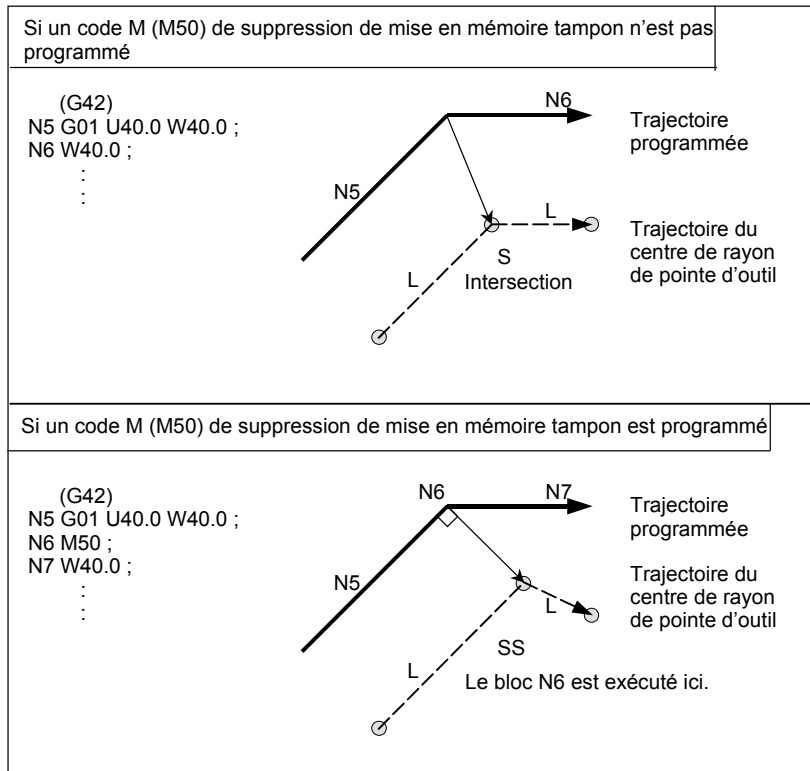 Si un code M (M50) de suppression de mise en mémoire tampon n'est pas
programmé
(G42)
N5 G01 U40.0 W40.0 ;
N6 W40.0 ;
:
:
N6
N5
Trajectoire
programmée
L
L
S
Intersection
Trajectoire du
centre de rayon
de pointe d'outil
Si un code M (M50) de suppression de mise en mémoire tampon est programmé
(G42)
N5 G01 U40.0 W40.0 ;
N6 M50 ;
N7 W40.0 ;
:
:
N6
N7
N5
Trajectoire
programmée
L
L
SS
Le bloc N6 est exécuté ici.
Trajectoire du
centre de rayon
de pointe d'outil